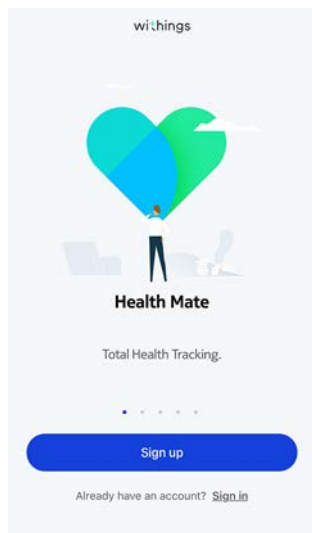 withings
Health Mate
Total Health Tracking.
Sign up
Already have an account? Sign in